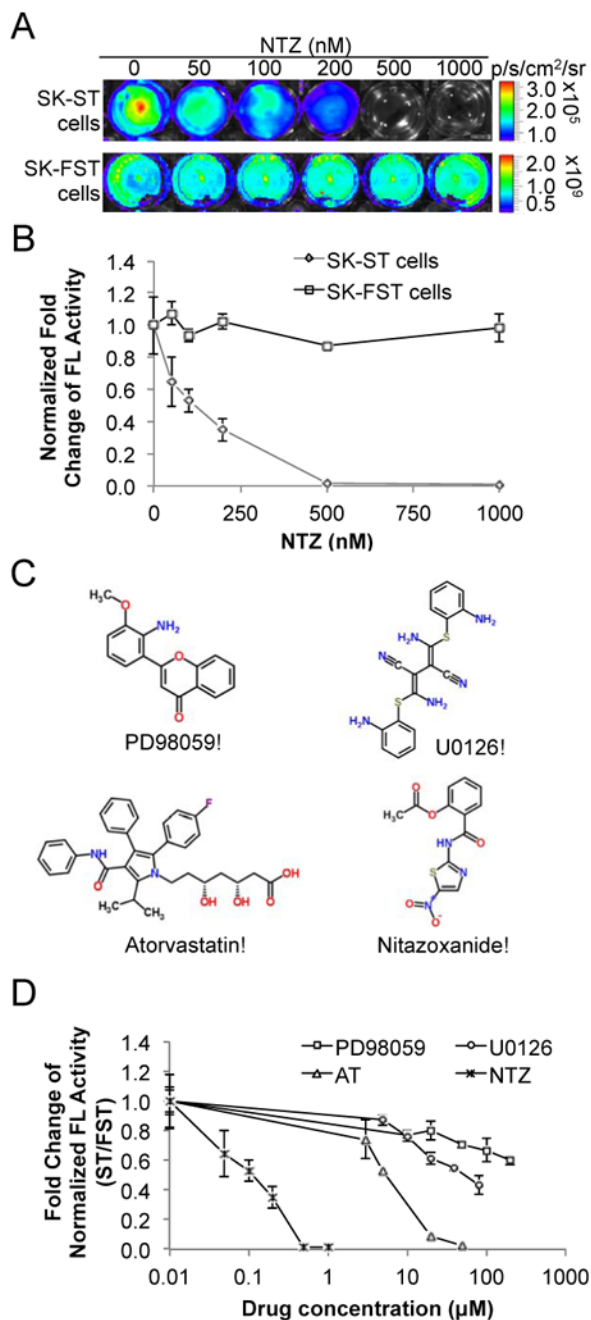 A
NTZ (nM)
0 50 100 200 500 1000 p/s/cm²/sr
SK-ST cells
3.0
2.0
1.0
x10⁵
SK-FST cells
2.0
1.0
0.5
x10⁹
B
SK-ST cells
SK-FST cells
Normalized Fold
Change of FL Activity
1.4
1.2
1.0
0.8
0.6
0.4
0.2
0.0
0 250 500 750 1000
NTZ (nM)
C
H₃C
O
NH₂
O
O
PD98059!
NH₂
H₂N
S
N
N
S
NH₂
H₂N
U0126!
F
NH
O
N
H₃C
CH₃
OH
OH
O
OH
Atorvastatin!
O
H₃C
O
O
HN
S
N
N⁺
O
O⁻
Nitazoxanide!
D
PD98059 U0126
AT NTZ
Fold Change of
Normalized FL Activity
(ST/FST)
1.4
1.2
1.0
0.8
0.6
0.4
0.2
0.0
0.01 0.1 1 10 100 1000
Drug concentration (µM)